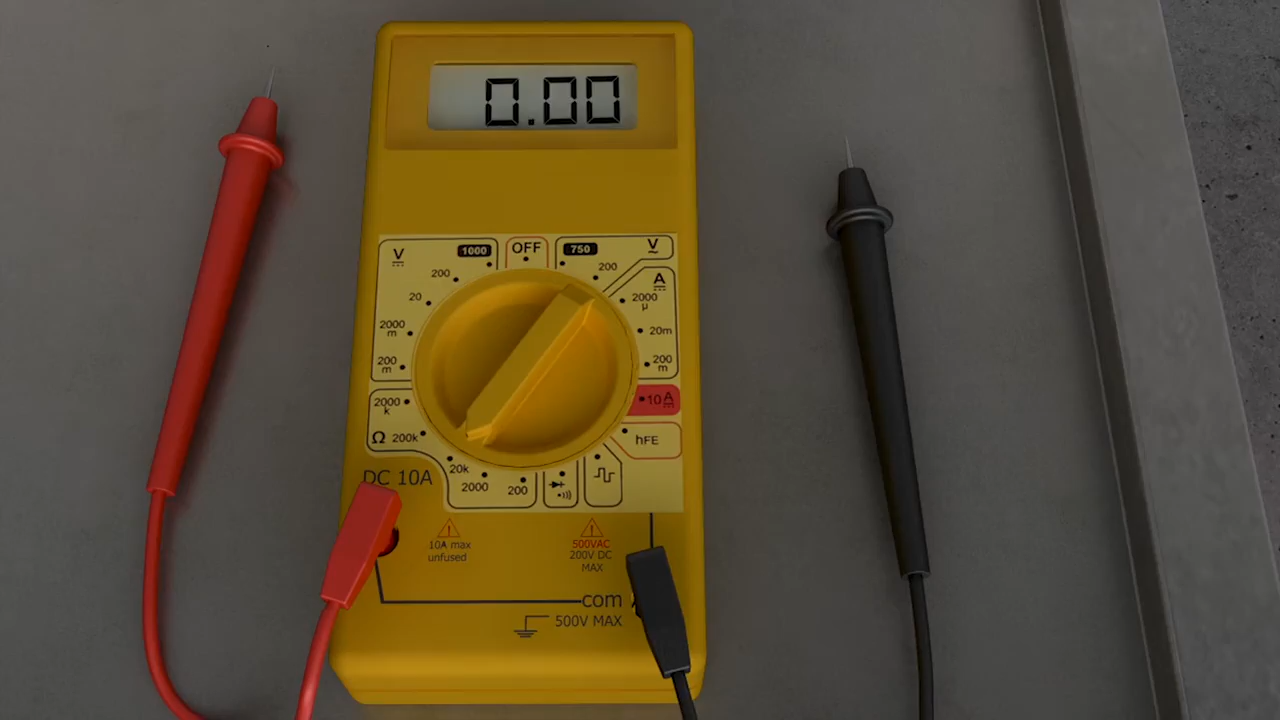 0.00
V 1000 OFF 750 V
200 200 A
20 2000
µ
2000
m 20m
200
m 200
m
2000
k 10A
Ω 200k hFE
20k
2000 200
DC 10A
10A max
unfused
500VAC
200V DC
MAX
com
500V MAX